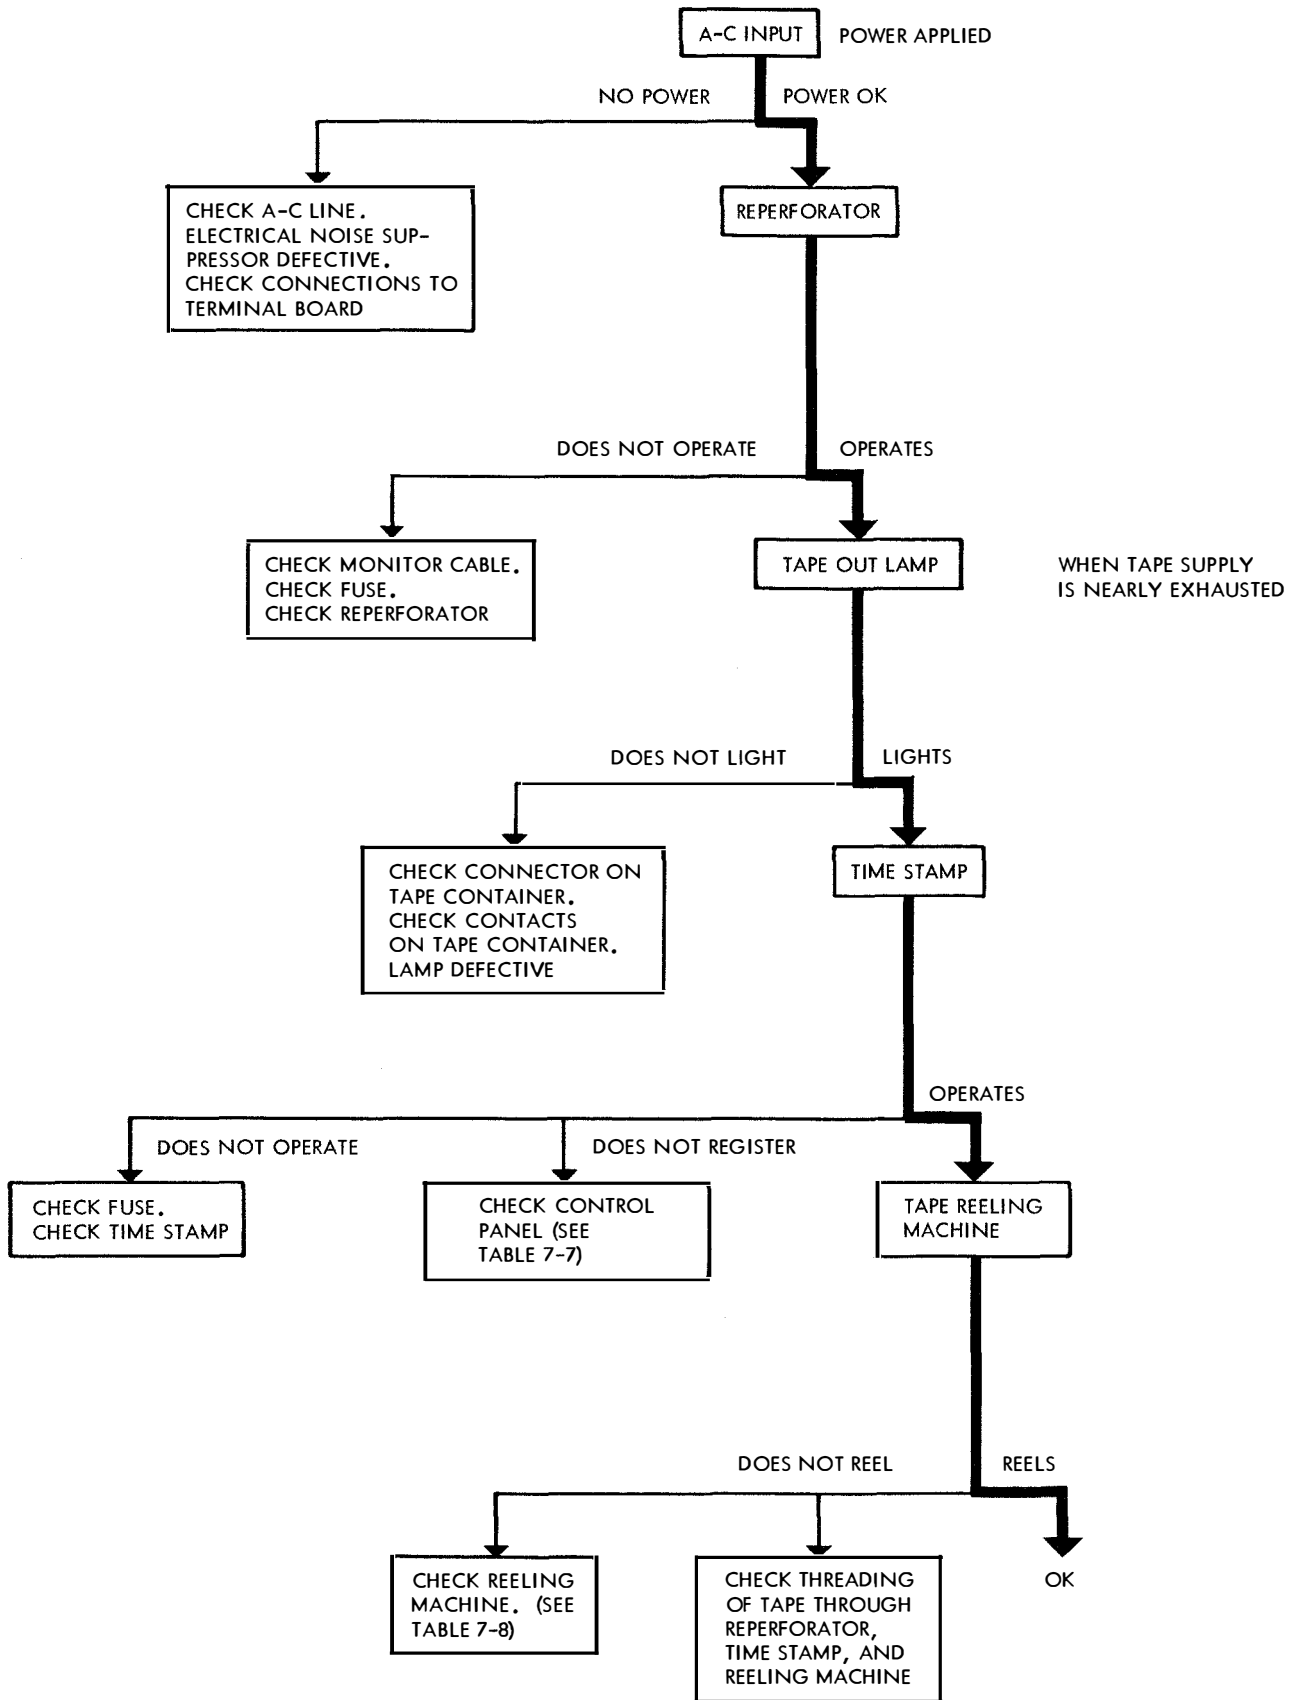 A-C INPUT
POWER APPLIED
NO POWER
POWER OK
CHECK A-C LINE.
ELECTRICAL NOISE SUP-
PRESSOR DEFECTIVE.
CHECK CONNECTIONS TO
TERMINAL BOARD
REPERFORATOR
DOES NOT OPERATE
OPERATES
CHECK MONITOR CABLE.
CHECK FUSE.
CHECK REPERFORATOR
TAPE OUT LAMP
WHEN TAPE SUPPLY
IS NEARLY EXHAUSTED
DOES NOT LIGHT
LIGHTS
CHECK CONNECTOR ON
TAPE CONTAINER.
CHECK CONTACTS
ON TAPE CONTAINER.
LAMP DEFECTIVE
TIME STAMP
OPERATES
DOES NOT OPERATE
DOES NOT REGISTER
CHECK FUSE.
CHECK TIME STAMP
CHECK CONTROL
PANEL (SEE
TABLE 7-7)
TAPE REELING
MACHINE
DOES NOT REEL
REELS
CHECK REELING
MACHINE. (SEE
TABLE 7-8)
CHECK THREADING
OF TAPE THROUGH
REPERFORATOR,
TIME STAMP, AND
REELING MACHINE
OK